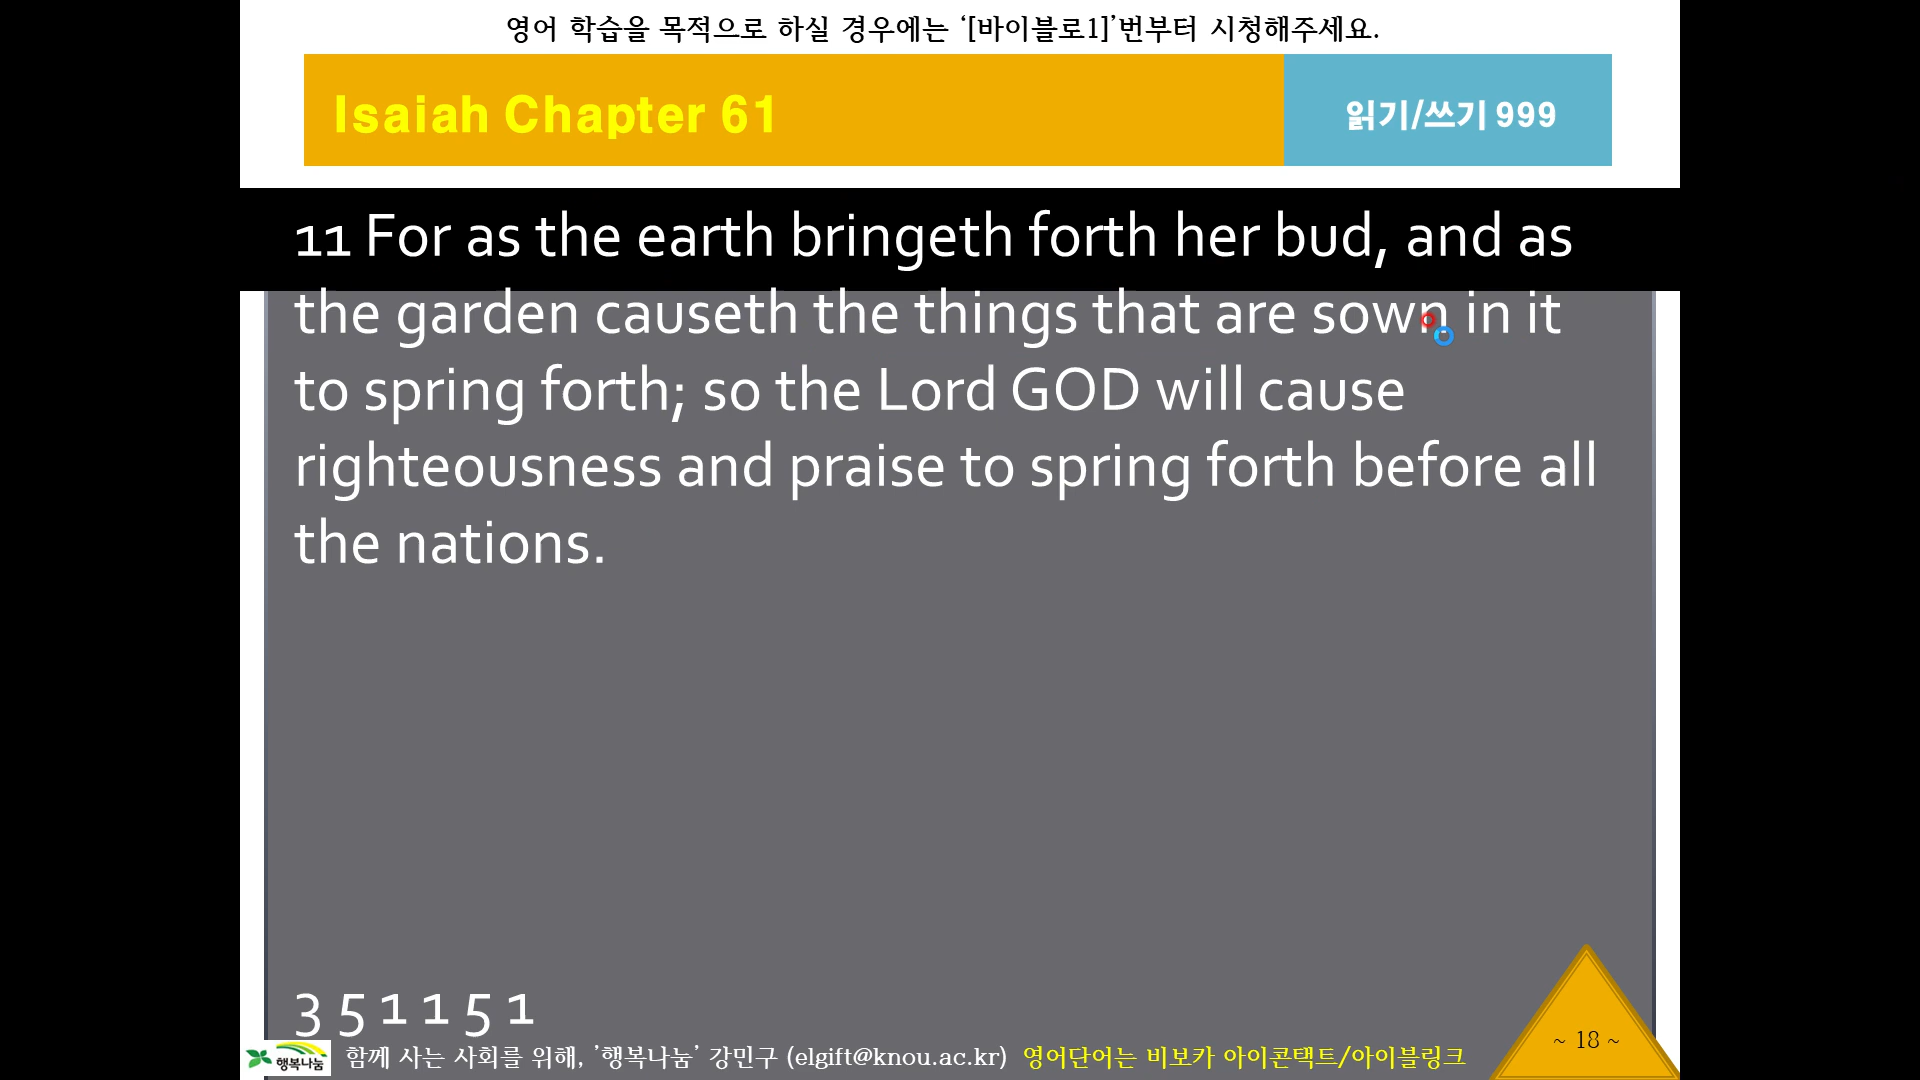 영어 학습을 목적으로 하실 경우에는 ‘[바이블로1]’번부터 시청해주세요.
Isaiah Chapter 61
읽기/쓰기 999
11 For as the earth bringeth forth her bud, and as
the garden causeth the things that are sown in it
to spring forth; so the Lord GOD will cause
righteousness and praise to spring forth before all
the nations.
3 5 1 1 5 1
행복나눔
함께 사는 사회를 위해, ’행복나눔’ 강민구 (elgift@knou.ac.kr) 영어단어는 비보카 아이콘택트/아이블링크
~ 18 ~